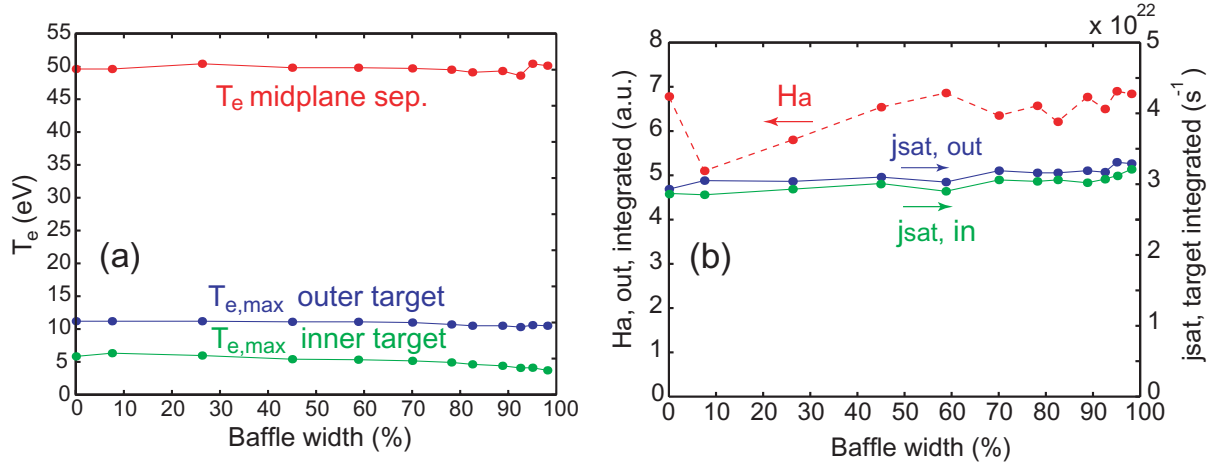 55
50
45
40
35
30
25
20
15
10
5
0
T_e (eV)
T_e midplane sep.
(a)
T_e,max outer target
T_e,max inner target
0 10 20 30 40 50 60 70 80 90 100
Baffle width (%)
x 10^22
8
7
6
5
4
3
2
1
0
Ha, out, integrated (a.u.)
Ha
jsat, out
jsat, in
(b)
5
4
3
2
1
0
jsat, target integrated (s^-1)
0 10 20 30 40 50 60 70 80 90 100
Baffle width (%)